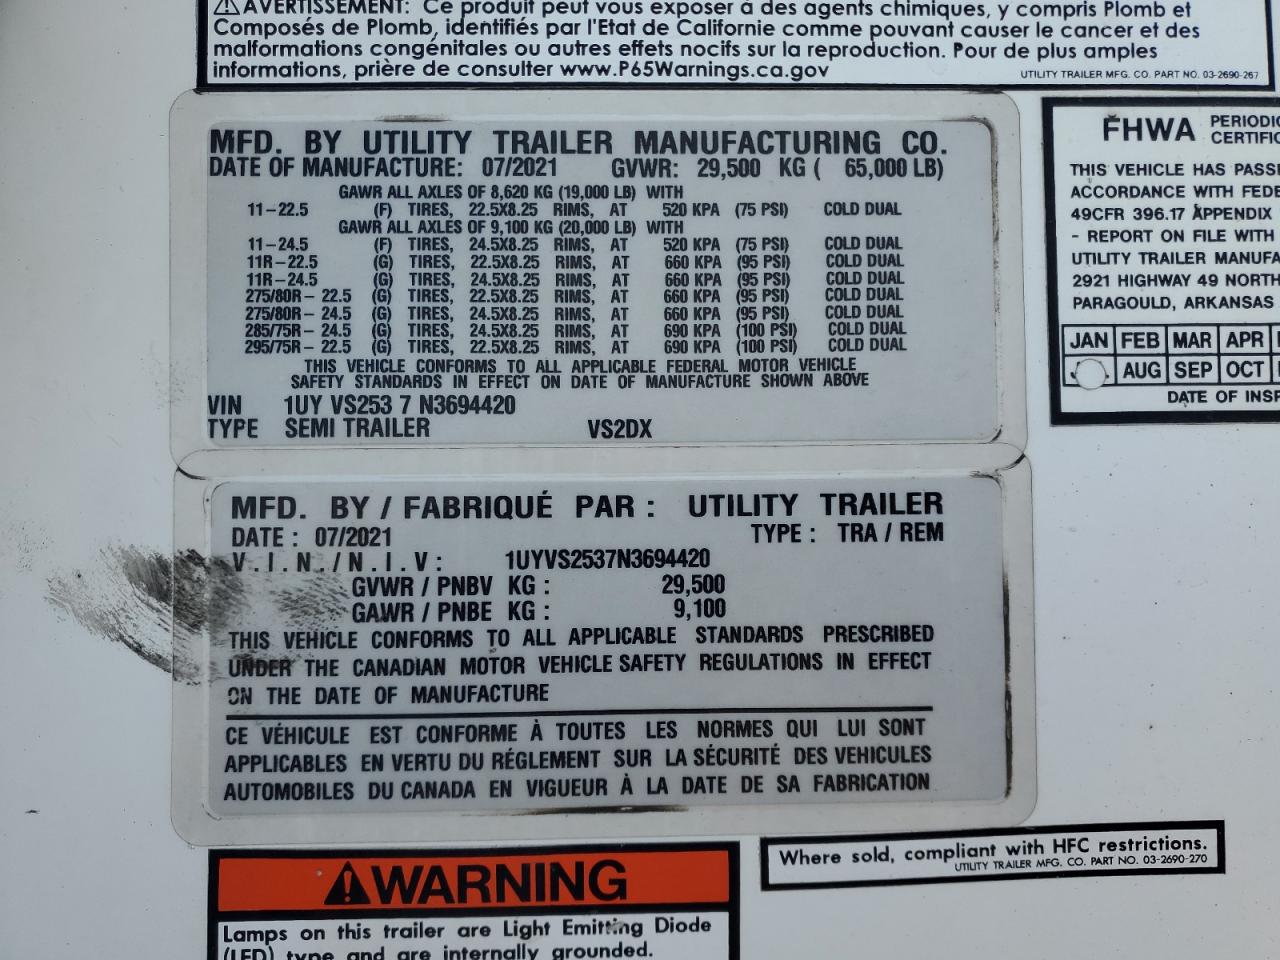 ⚠AVERTISSEMENT: Ce produit peut vous exposer à des agents chimiques, y compris Plomb et
Composés de Plomb, identifiés par l'Etat de Californie comme pouvant causer le cancer et des
malformations congénitales ou autres effets nocifs sur la reproduction. Pour de plus amples
informations, prière de consulter www.P65Warnings.ca.gov
UTILITY TRAILER MFG. CO. PART NO. 03-2690-267
MFD. BY UTILITY TRAILER MANUFACTURING CO.
DATE OF MANUFACTURE: 07/2021 GVWR: 29,500 KG ( 65,000 LB)
GAWR ALL AXLES OF 8,620 KG (19,000 LB) WITH
11-22.5 (F) TIRES, 22.5X8.25 RIMS, AT 520 KPA (75 PSI) COLD DUAL
GAWR ALL AXLES OF 9,100 KG (20,000 LB) WITH
11-24.5 (F) TIRES, 24.5X8.25 RIMS, AT 520 KPA (75 PSI) COLD DUAL
11R-22.5 (G) TIRES, 22.5X8.25 RIMS, AT 660 KPA (95 PSI) COLD DUAL
11R-24.5 (G) TIRES, 24.5X8.25 RIMS, AT 660 KPA (95 PSI) COLD DUAL
275/80R- 22.5 (G) TIRES, 22.5X8.25 RIMS, AT 660 KPA (95 PSI) COLD DUAL
275/80R- 24.5 (G) TIRES, 24.5X8.25 RIMS, AT 660 KPA (95 PSI) COLD DUAL
285/75R- 24.5 (G) TIRES, 24.5X8.25 RIMS, AT 690 KPA (100 PSI) COLD DUAL
295/75R- 22.5 (G) TIRES, 22.5X8.25 RIMS, AT 690 KPA (100 PSI) COLD DUAL
THIS VEHICLE CONFORMS TO ALL APPLICABLE FEDERAL MOTOR VEHICLE
SAFETY STANDARDS IN EFFECT ON DATE OF MANUFACTURE SHOWN ABOVE
VIN 1UY VS253 7 N3694420
TYPE SEMI TRAILER VS2DX
FHWA PERIODIC
CERTIFIC
THIS VEHICLE HAS PASSE
ACCORDANCE WITH FEDE
49CFR 396.17 APPENDIX
- REPORT ON FILE WITH
UTILITY TRAILER MANUFA
2921 HIGHWAY 49 NORTH
PARAGOULD, ARKANSAS
JAN FEB MAR APR
AUG SEP OCT
DATE OF INSP
MFD. BY / FABRIQUÉ PAR : UTILITY TRAILER
DATE : 07/2021 TYPE : TRA / REM
V.I.N./N.I.V: 1UYVS2537N3694420
GVWR / PNBV KG : 29,500
GAWR / PNBE KG : 9,100
THIS VEHICLE CONFORMS TO ALL APPLICABLE STANDARDS PRESCRIBED
UNDER THE CANADIAN MOTOR VEHICLE SAFETY REGULATIONS IN EFFECT
ON THE DATE OF MANUFACTURE
CE VÉHICULE EST CONFORME À TOUTES LES NORMES QUI LUI SONT
APPLICABLES EN VERTU DU RÉGLEMENT SUR LA SÉCURITÉ DES VEHICULES
AUTOMOBILES DU CANADA EN VIGUEUR À LA DATE DE SA FABRICATION
Where sold, compliant with HFC restrictions.
UTILITY TRAILER MFG. CO. PART NO. 03-2690-270
⚠WARNING
Lamps on this trailer are Light Emitting Diode
(LED) type and are internally grounded.